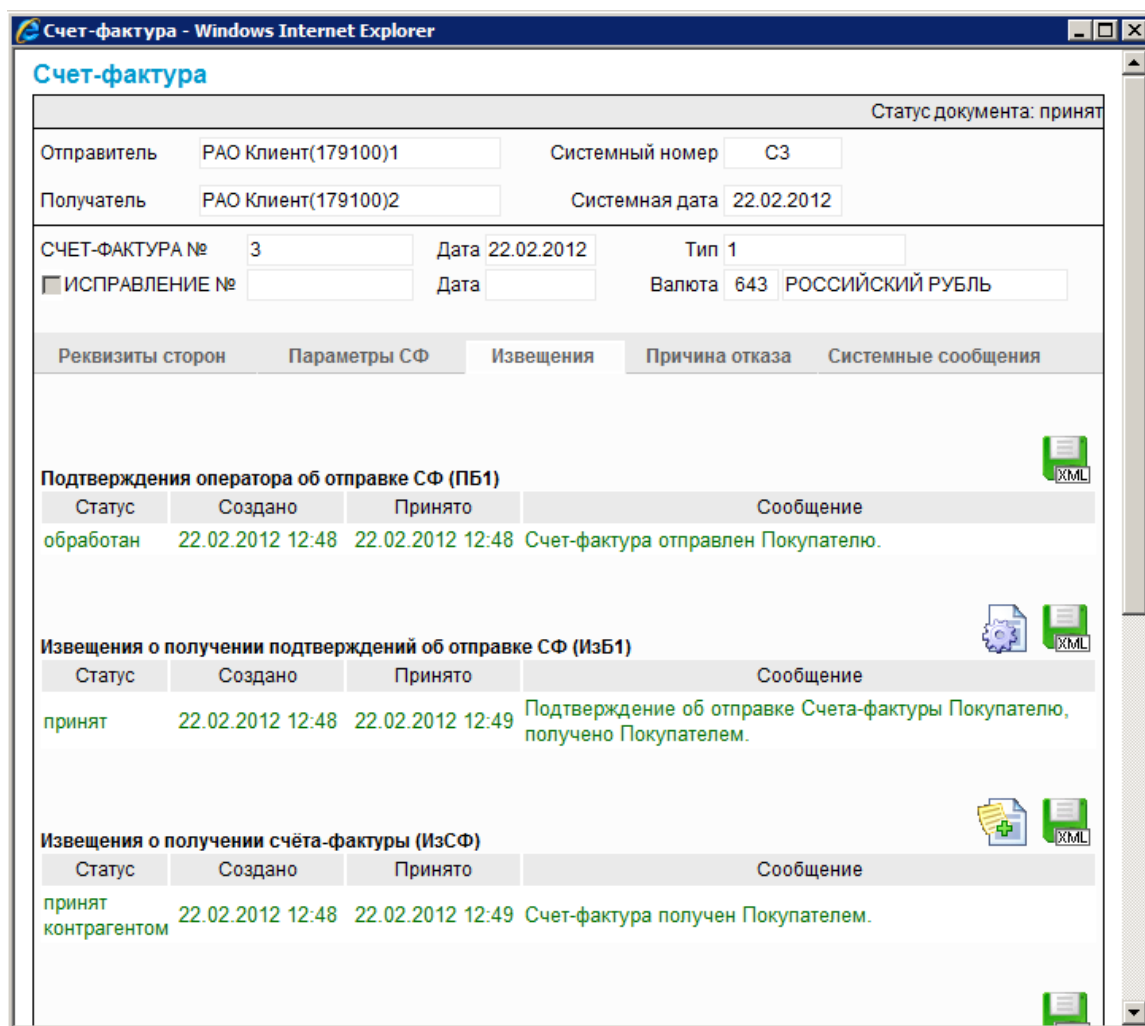 Счет-фактура - Windows Internet Explorer
Счет-фактура
Статус документа: принят
Отправитель РАО Клиент(179100)1 Системный номер С3
Получатель РАО Клиент(179100)2 Системная дата 22.02.2012
СЧЕТ-ФАКТУРА № 3 Дата 22.02.2012 Тип 1
ИСПРАВЛЕНИЕ № Дата Валюта 643 РОССИЙСКИЙ РУБЛЬ
Реквизиты сторон Параметры СФ Извещения Причина отказа Системные сообщения
XML
Подтверждения оператора об отправке СФ (ПБ1)
Статус Создано Принято Сообщение
обработан 22.02.2012 12:48 22.02.2012 12:48 Счет-фактура отправлен Покупателю.
XML
Извещения о получении подтверждений об отправке СФ (ИзБ1)
Статус Создано Принято Сообщение
принят 22.02.2012 12:48 22.02.2012 12:49 Подтверждение об отправке Счета-фактуры Покупателю,
получено Покупателем.
XML
Извещения о получении счёта-фактуры (ИзСФ)
Статус Создано Принято Сообщение
принят
контрагентом 22.02.2012 12:48 22.02.2012 12:49 Счет-фактура получен Покупателем.